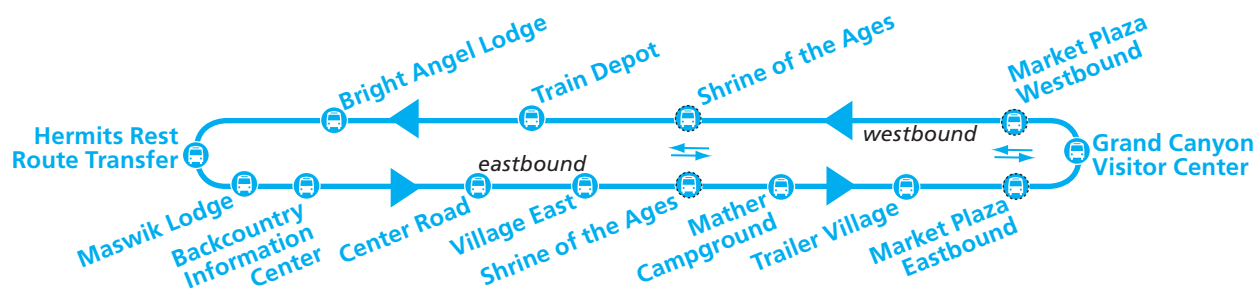 Bright Angel Lodge
Train Depot
Shrine of the Ages
Market Plaza
Westbound
westbound
Hermits Rest
Route Transfer
Grand Canyon
Visitor Center
eastbound
Maswik Lodge
Backcountry
Information
Center
Center Road
Village East
Shrine of the Ages
Mather
Campground
Trailer Village
Market Plaza
Eastbound